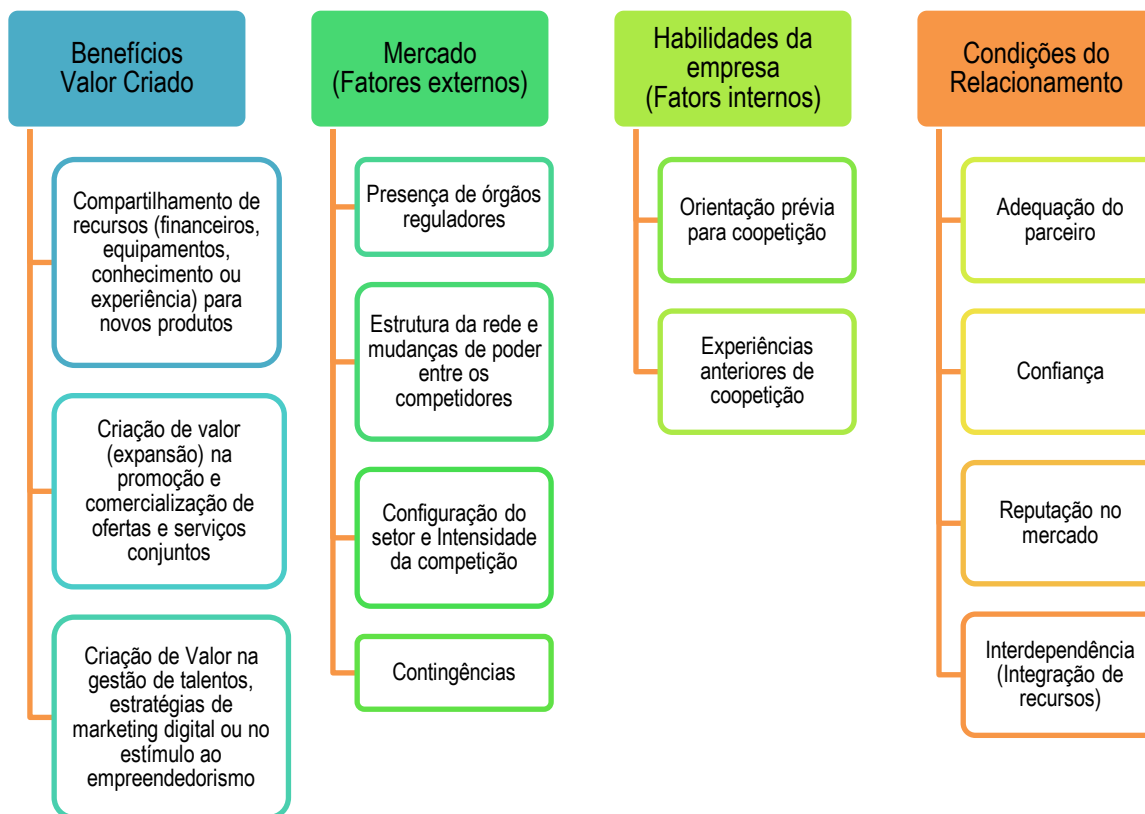 Benefícios
Valor Criado
Compartilhamento de
recursos (financeiros,
equipamentos,
conhecimento ou
experiência) para
novos produtos
Criação de valor
(expansão) na
promoção e
comercialização de
ofertas e serviços
conjuntos
Criação de Valor na
gestão de talentos,
estratégias de
marketing digital ou no
estímulo ao
empreendedorismo
Mercado
(Fatores externos)
Presença de órgãos
reguladores
Estrutura da rede e
mudanças de poder
entre os
competidores
Configuração do
setor e Intensidade
da competição
Contingências
Habilidades da
empresa
(Fators internos)
Orientação prévia
para coopetição
Experiências
anteriores de
coopetição
Condições do
Relacionamento
Adequação do
parceiro
Confiança
Reputação no
mercado
Interdependência
(Integração de
recursos)